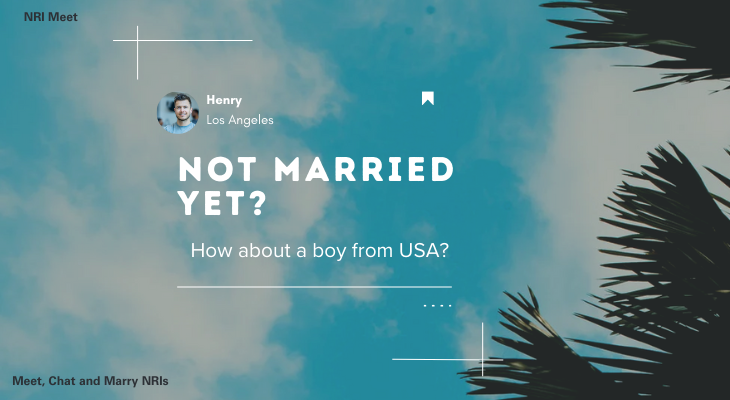 NRI Meet
Henry
Los Angeles
NOT MARRIED
YET?
How about a boy from USA?
Meet, Chat and Marry NRIs